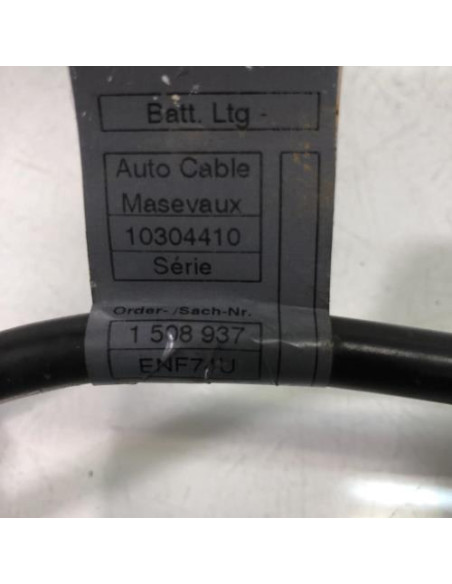 Batt. Ltg -
Auto Cable
Masevaux
10304410
Série
Order- /Sach-Nr.
1 508 937